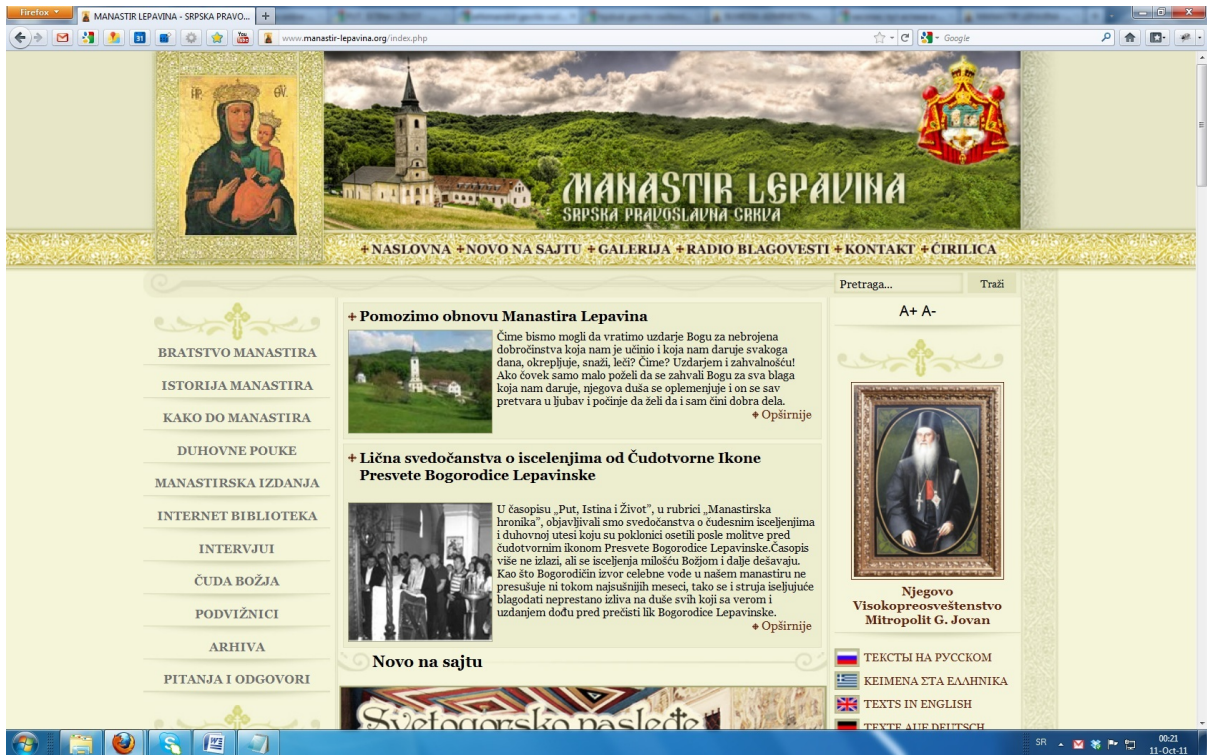 Firefox
MANASTIR LEPAVINA - SRPSKA PRAVO...
www.manastir-lepavina.org/index.php
Google
MANASTIR LEPAVINA
SRPSKA PRAVOSLAVNA CRKVA
NASLOVNA
NOVO NA SAJTU
GALERIJA
RADIO BLAGOVESTI
KONTAKT
ĆIRILICA
Pretraga...
Traži
BRATSTVO MANASTIRA
ISTORIJA MANASTIRA
KAKO DO MANASTIRA
DUHOVNE POUKE
MANASTIRSKA IZDANJA
INTERNET BIBLIOTEKA
INTERVJUI
ČUDA BOŽJA
PODVIŽNICI
ARHIVA
PITANJA I ODGOVORI
Pomozimo obnovu Manastira Lepavina
Čime bismo mogli da vratimo uzdarje Bogu za nebrojena
dobročinstva koja nam je učinio i koja nam daruje svakoga
dana, okrepljuje, snaži, leči? Čime? Uzdarjem i zahvalnošću!
Ako čovek samo malo poželi da se zahvali Bogu za sva blaga
koja nam daruje, njegova duša se oplemenjuje i on se sav
pretvara u ljubav i počinje da želi da i sam čini dobra dela.
Opširnije
Lična svedočanstva o iscelenjima od Čudotvorne Ikone
Presvete Bogorodice Lepavinske
U časopisu „Put, Istina i Život”, u rubrici „Manastirska
hronika”, objavljivali smo svedočanstva o čudesnim isceljenjima
i duhovnoj utesi koju su poklonici osetili posle molitve pred
čudotvornim ikonom Presvete Bogorodice Lepavinske.Časopis
više ne izlazi, ali se isceljenja milošću Božjom i dalje dešavaju.
Kao što Bogorodičin izvor celebne vode u našem manastiru ne
presušuje ni tokom najsušnijih meseci, tako se i struja iseljujuće
blagodati neprestano izliva na duše svih koji sa verom i
uzdanjem dođu pred prečisti lik Bogorodice Lepavinske.
Opširnije
Novo na sajtu
Svetogorsko nasleđe
A+ A-
Njegovo
Visokopreosveštenstvo
Mitropolit G. Jovan
ТЕКСТЫ НА РУССКОМ
ΚΕΙΜΕΝΑ ΣΤΑ ΕΛΛΗΝΙΚΑ
TEXTS IN ENGLISH
TEXTE AUF DEUTSCH
SR
00:21
11-Oct-11